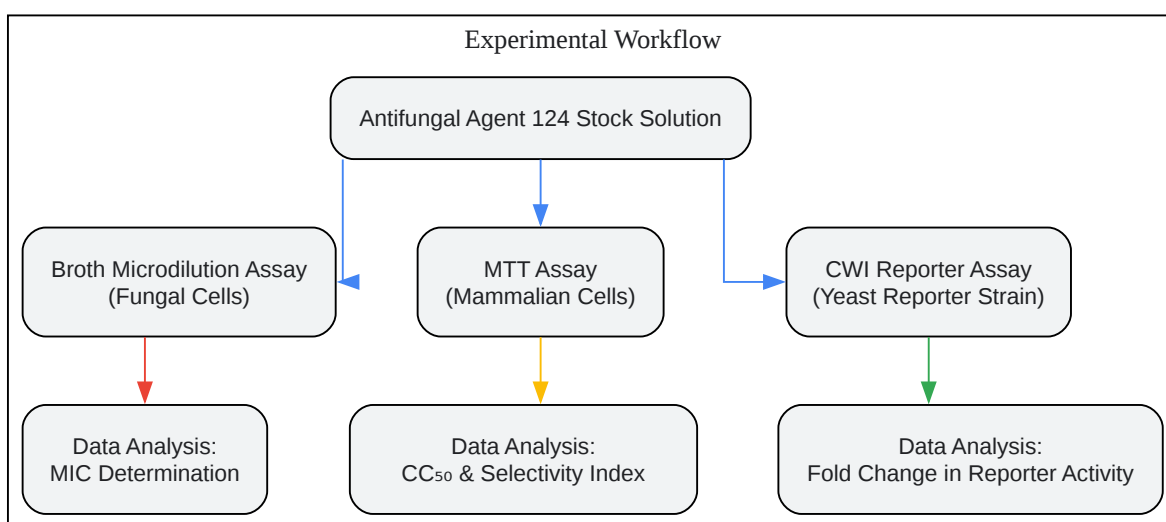 Experimental Workflow
Antifungal Agent 124 Stock Solution
Broth Microdilution Assay
(Fungal Cells)
MTT Assay
(Mammalian Cells)
CWI Reporter Assay
(Yeast Reporter Strain)
Data Analysis:
MIC Determination
Data Analysis:
CC₅₀ & Selectivity Index
Data Analysis:
Fold Change in Reporter Activity